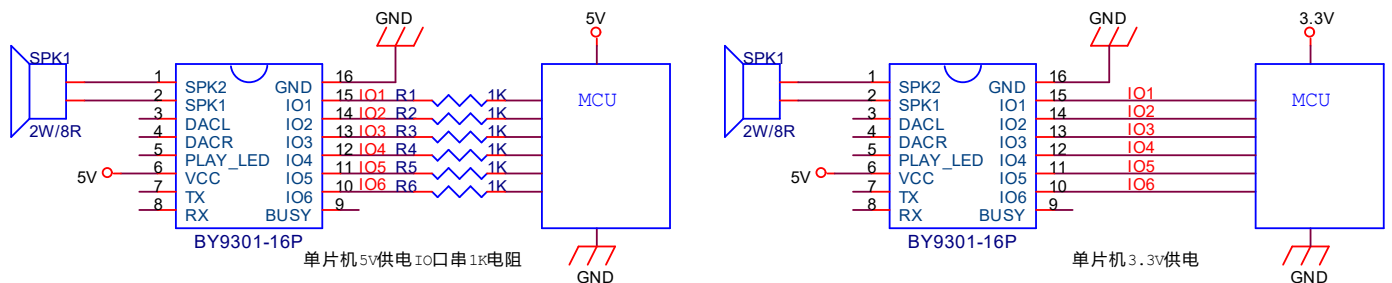 GND
5V
SPK1
1 SPK2 GND 16
2 SPK1 IO1 15 IO1 R1 1K
3 DACL IO2 14 IO2 R2 1K
4 DACR IO3 13 IO3 R3 1K
5 PLAY_LED IO4 12 IO4 R4 1K
5V 6 VCC IO5 11 IO5 R5 1K
7 TX IO6 10 IO6 R6 1K
8 RX BUSY 9
2W/8R
MCU
BY9301-16P
单片机5V供电IO口串1K电阻
GND
GND
3.3V
SPK1
1 SPK2 GND 16
2 SPK1 IO1 15 IO1
3 DACL IO2 14 IO2
4 DACR IO3 13 IO3
5 PLAY_LED IO4 12 IO4
5V 6 VCC IO5 11 IO5
7 TX IO6 10 IO6
8 RX BUSY 9
2W/8R
MCU
BY9301-16P
单片机3.3V供电
GND